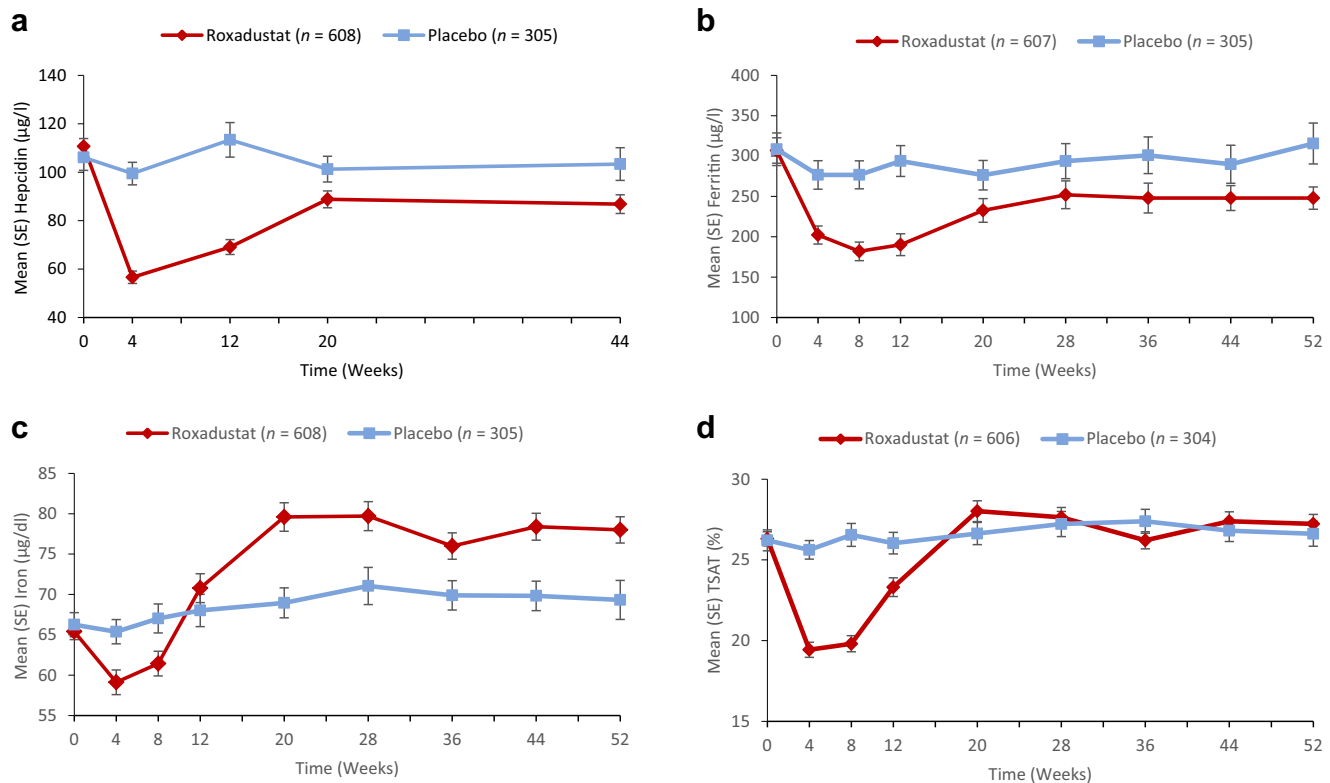 a
Roxadustat (n = 608) Placebo (n = 305)
Mean (SE) Hepcidin (µg/l)
140
120
100
80
60
40
0 4 12 20 44
Time (Weeks)
b
Roxadustat (n = 607) Placebo (n = 305)
Mean (SE) Ferritin (µg/l)
400
350
300
250
200
150
100
0 4 8 12 20 28 36 44 52
Time (Weeks)
c
Roxadustat (n = 608) Placebo (n = 305)
Mean (SE) Iron (µg/dl)
85
80
75
70
65
60
55
0 4 8 12 20 28 36 44 52
Time (Weeks)
d
Roxadustat (n = 606) Placebo (n = 304)
Mean (SE) TSAT (%)
30
25
20
15
0 4 8 12 20 28 36 44 52
Time (Weeks)